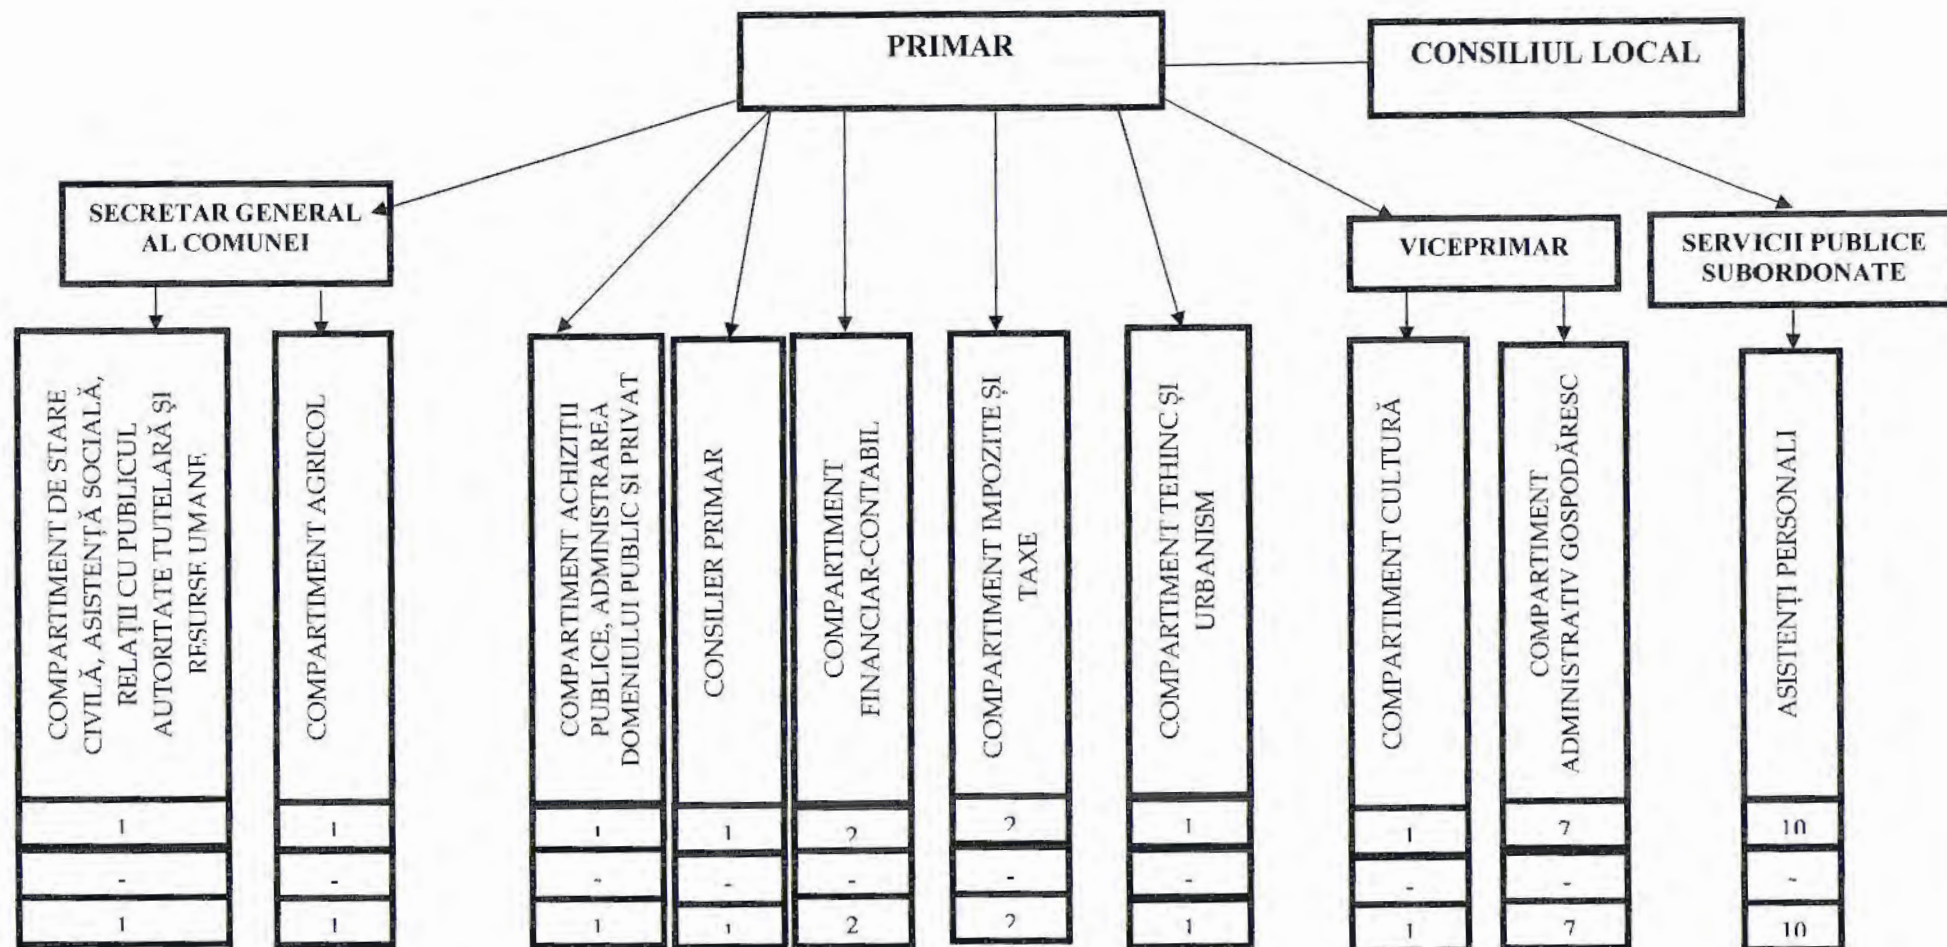 PRIMAR
CONSILIUL LOCAL
SECRETAR GENERAL
AL COMUNEI
VICEPRIMAR
SERVICII PUBLICE
SUBORDONATE
COMPARTIMENT DE STARE
CIVILĂ, ASISTENȚĂ SOCIALĂ,
RELAȚII CU PUBLICUL
AUTORITATE TUTELARĂ ȘI
RESURSE UMANE
COMPARTIMENT AGRICOL
COMPARTIMENT ACHIZIȚII
PUBLICE, ADMINISTRAREA
DOMENIULUI PUBLIC ȘI PRIVAT
CONSILIER PRIMAR
COMPARTIMENT
FINANCIAR-CONTABIL
COMPARTIMENT IMPOZITE ȘI
TAXE
COMPARTIMENT TEHINC ȘI
URBANISM
COMPARTIMENT CULTURĂ
COMPARTIMENT
ADMINISTRATIV GOSPODĂRESC
ASISTENȚI PERSONALI
1 1 1 1 2 2 1 1 7 10
- - - - - - - - - -
1 1 1 1 2 2 1 1 7 10